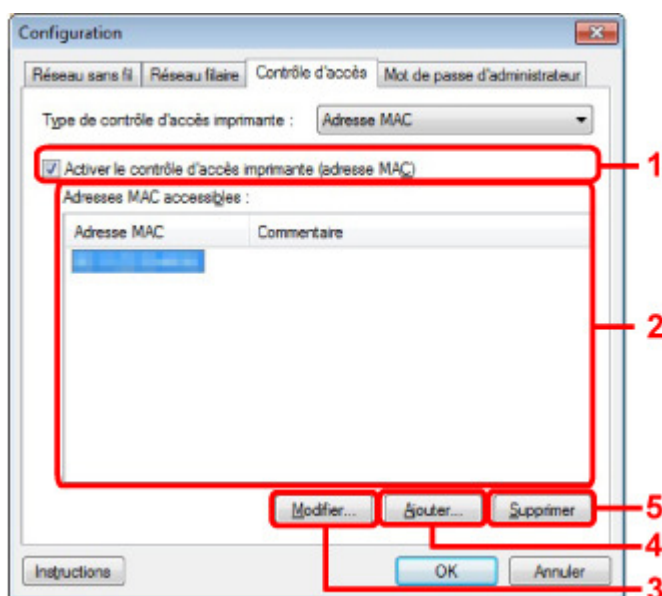 Configuration
Réseau sans fil Réseau filaire Contrôle d'accès Mot de passe d'administrateur
Type de contrôle d'accès imprimante : Adresse MAC
Activer le contrôle d'accès imprimante (adresse MAC) 1
Adresses MAC accessibles :
Adresse MAC Commentaire
2
Modifier... Ajouter... Supprimer 5
4
Instructions OK Annuler
3